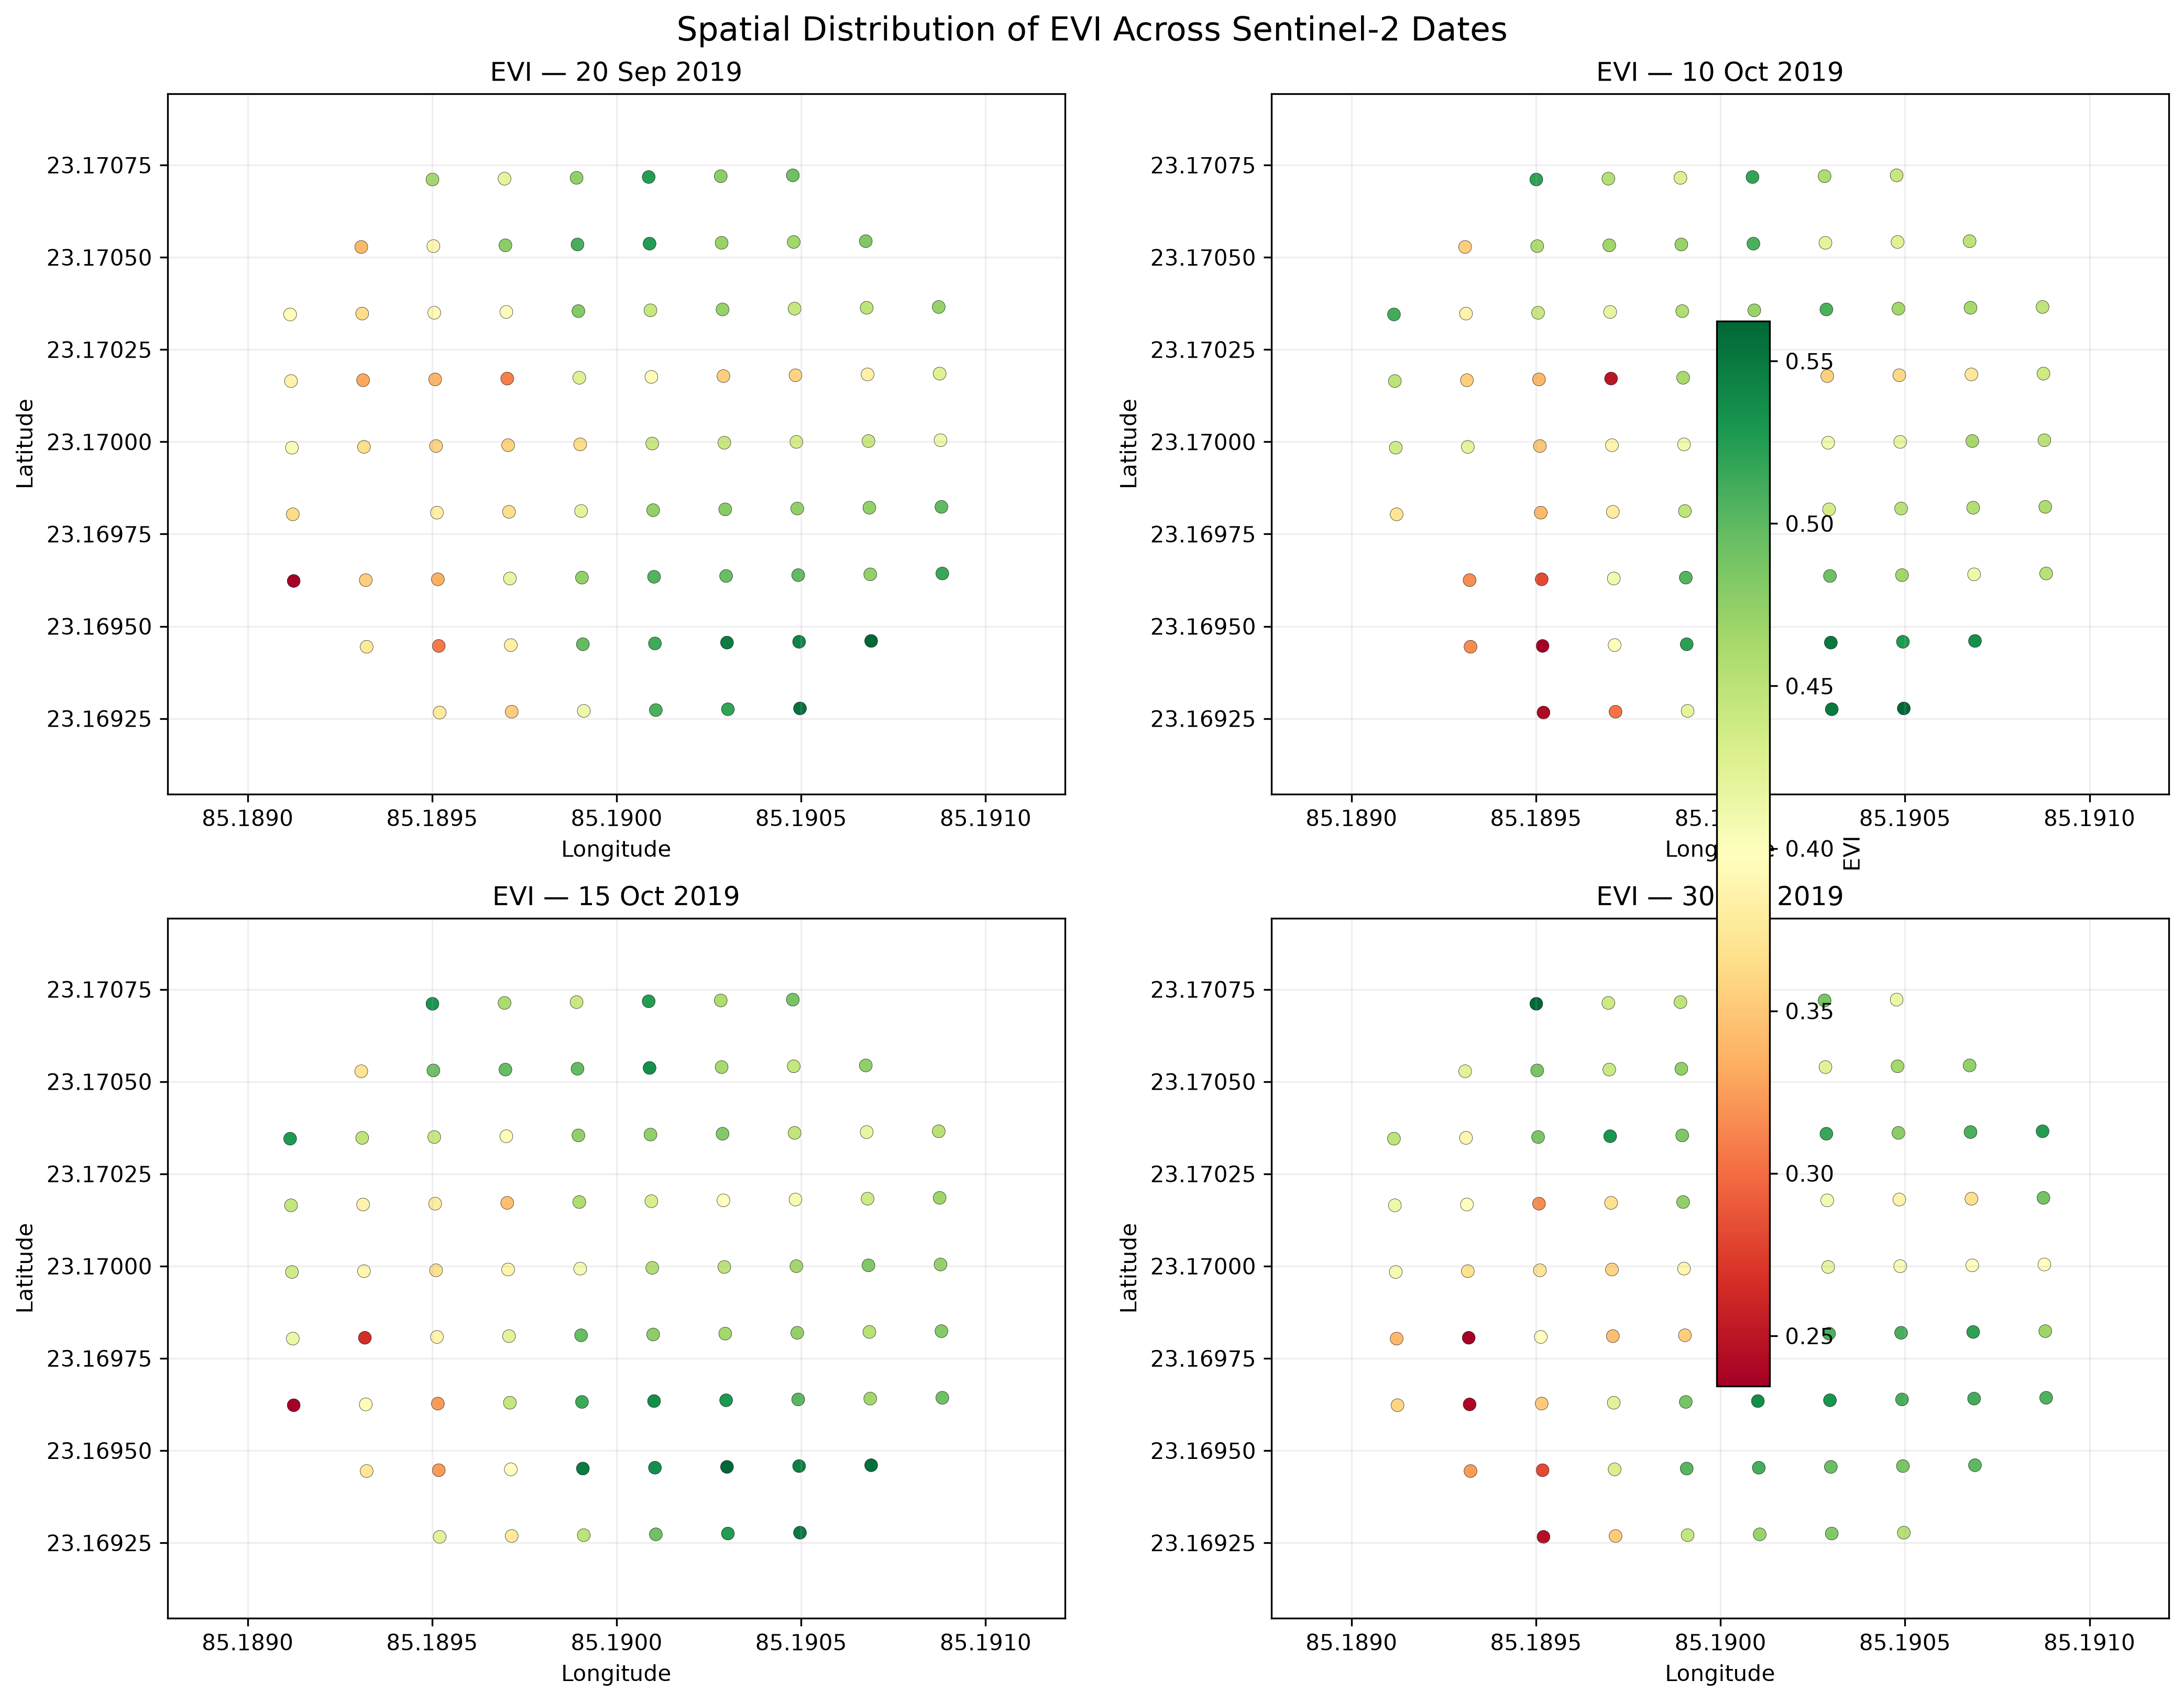 Spatial Distribution of EVI Across Sentinel-2 Dates
EVI — 20 Sep 2019
23.17075
23.17050
23.17025
23.17000
23.16975
23.16950
23.16925
Latitude
85.1890 85.1895 85.1900 85.1905 85.1910
Longitude
EVI — 10 Oct 2019
23.17075
23.17050
23.17025
23.17000
23.16975
23.16950
23.16925
Latitude
85.1890 85.1895 85.1905 85.1910
EVI — 15 Oct 2019
23.17075
23.17050
23.17025
23.17000
23.16975
23.16950
23.16925
Latitude
85.1890 85.1895 85.1900 85.1905 85.1910
Longitude
EVI — 30 2019
23.17075
23.17050
23.17025
23.17000
23.16975
23.16950
23.16925
Latitude
85.1890 85.1895 85.1900 85.1905 85.1910
Longitude
0.55
0.50
0.45
0.40
0.35
0.30
0.25
EVI